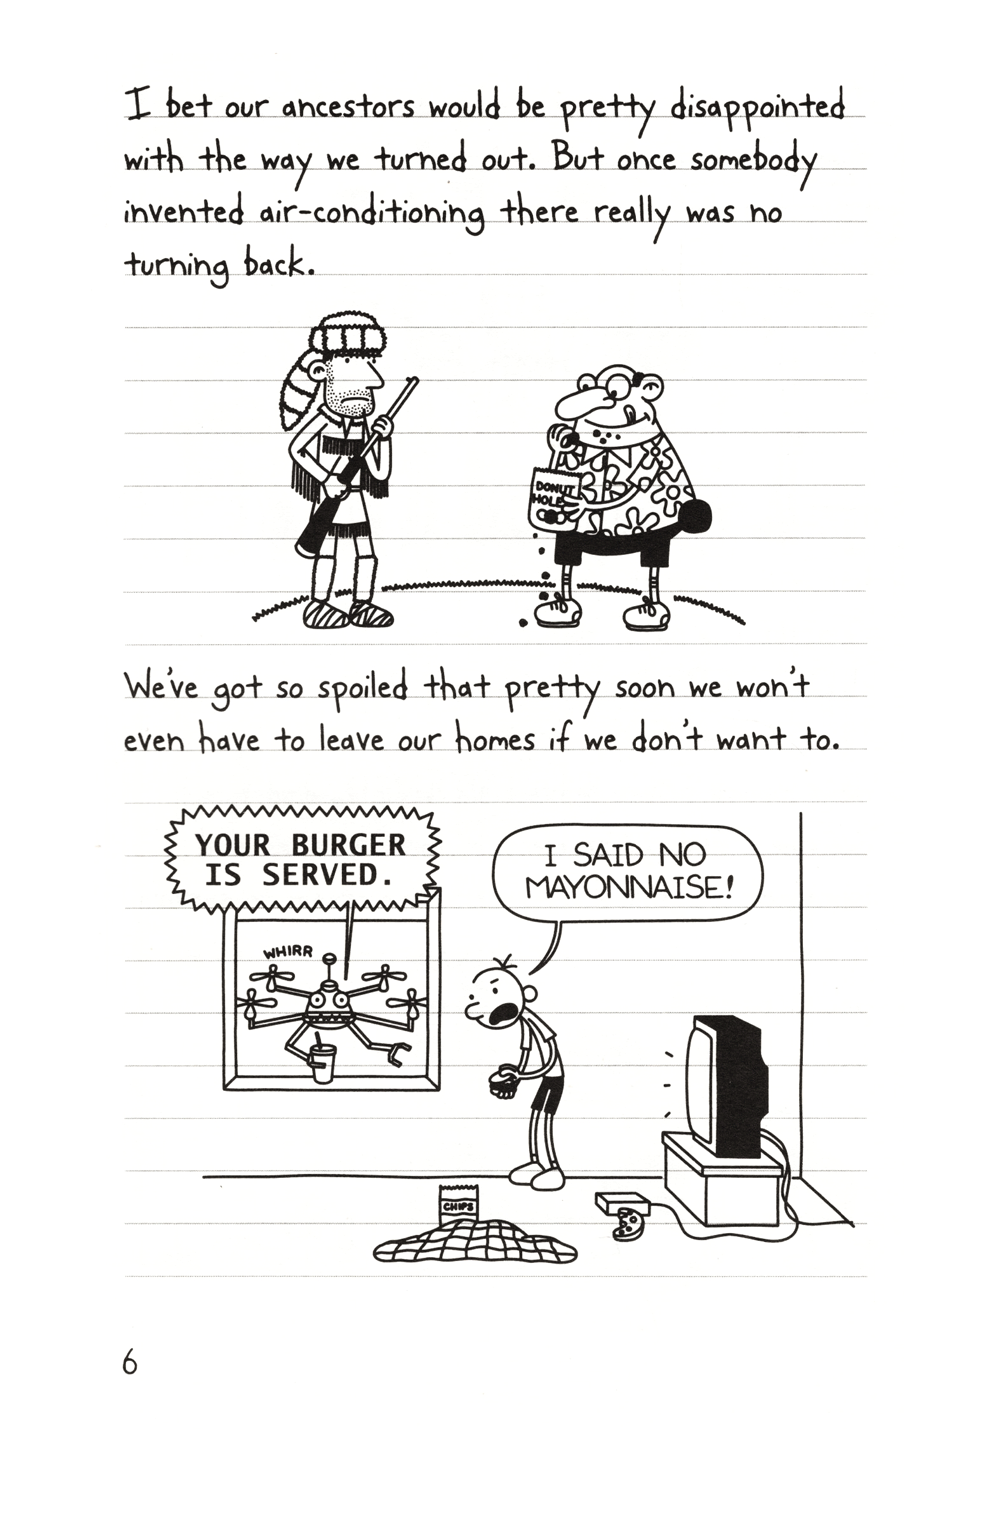 I bet our ancestors would be pretty disappointed
with the way we turned out. But once somebody
invented air-conditioning there really was no
turning back.
DONUT
HOLES
We've got so spoiled that pretty soon we won't
even have to leave our homes if we don't want to.
YOUR BURGER
IS SERVED.
I SAID NO
MAYONNAISE!
WHIRR
CHIPS
6